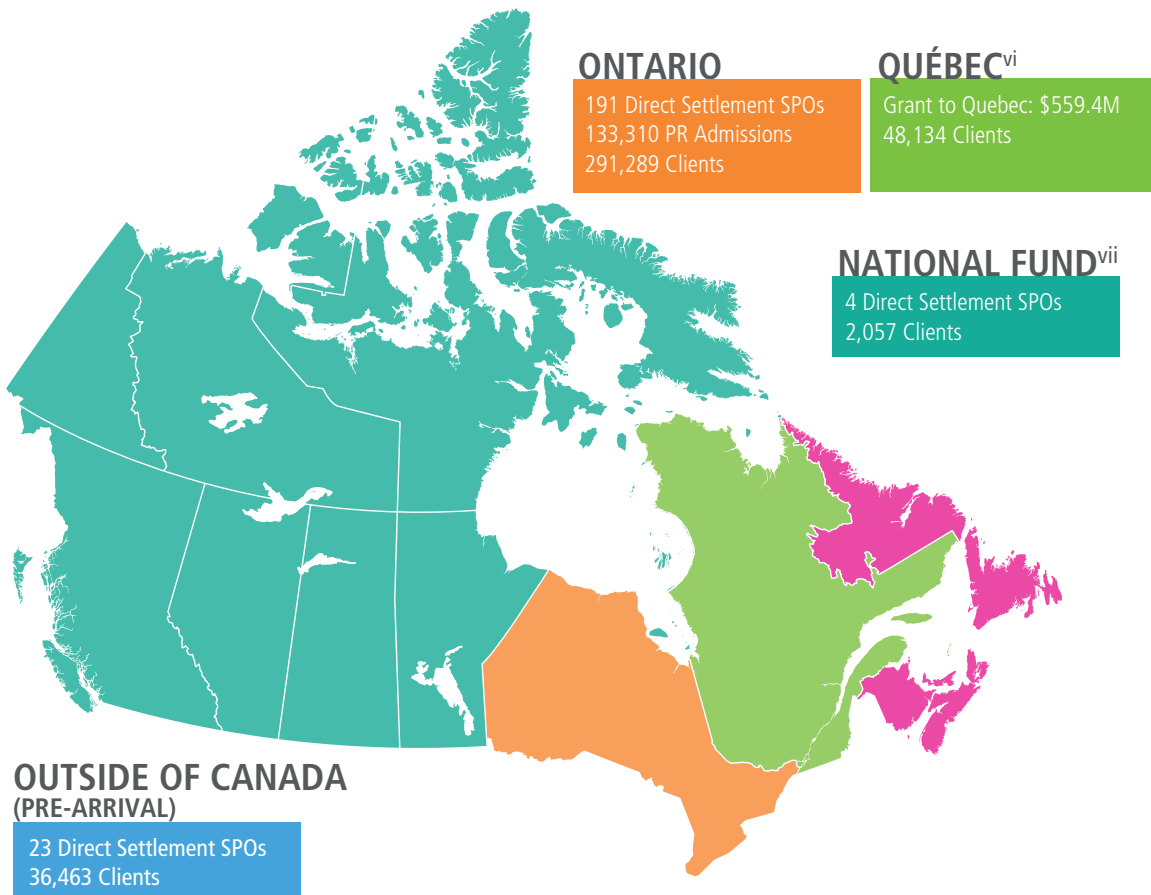 ONTARIO
191 Direct Settlement SPOs
133,310 PR Admissions
291,289 Clients
QUÉBECvi
Grant to Quebec: $559.4M
48,134 Clients
NATIONAL FUNDvii
4 Direct Settlement SPOs
2,057 Clients
OUTSIDE OF CANADA
(PRE-ARRIVAL)
23 Direct Settlement SPOs
36,463 Clients